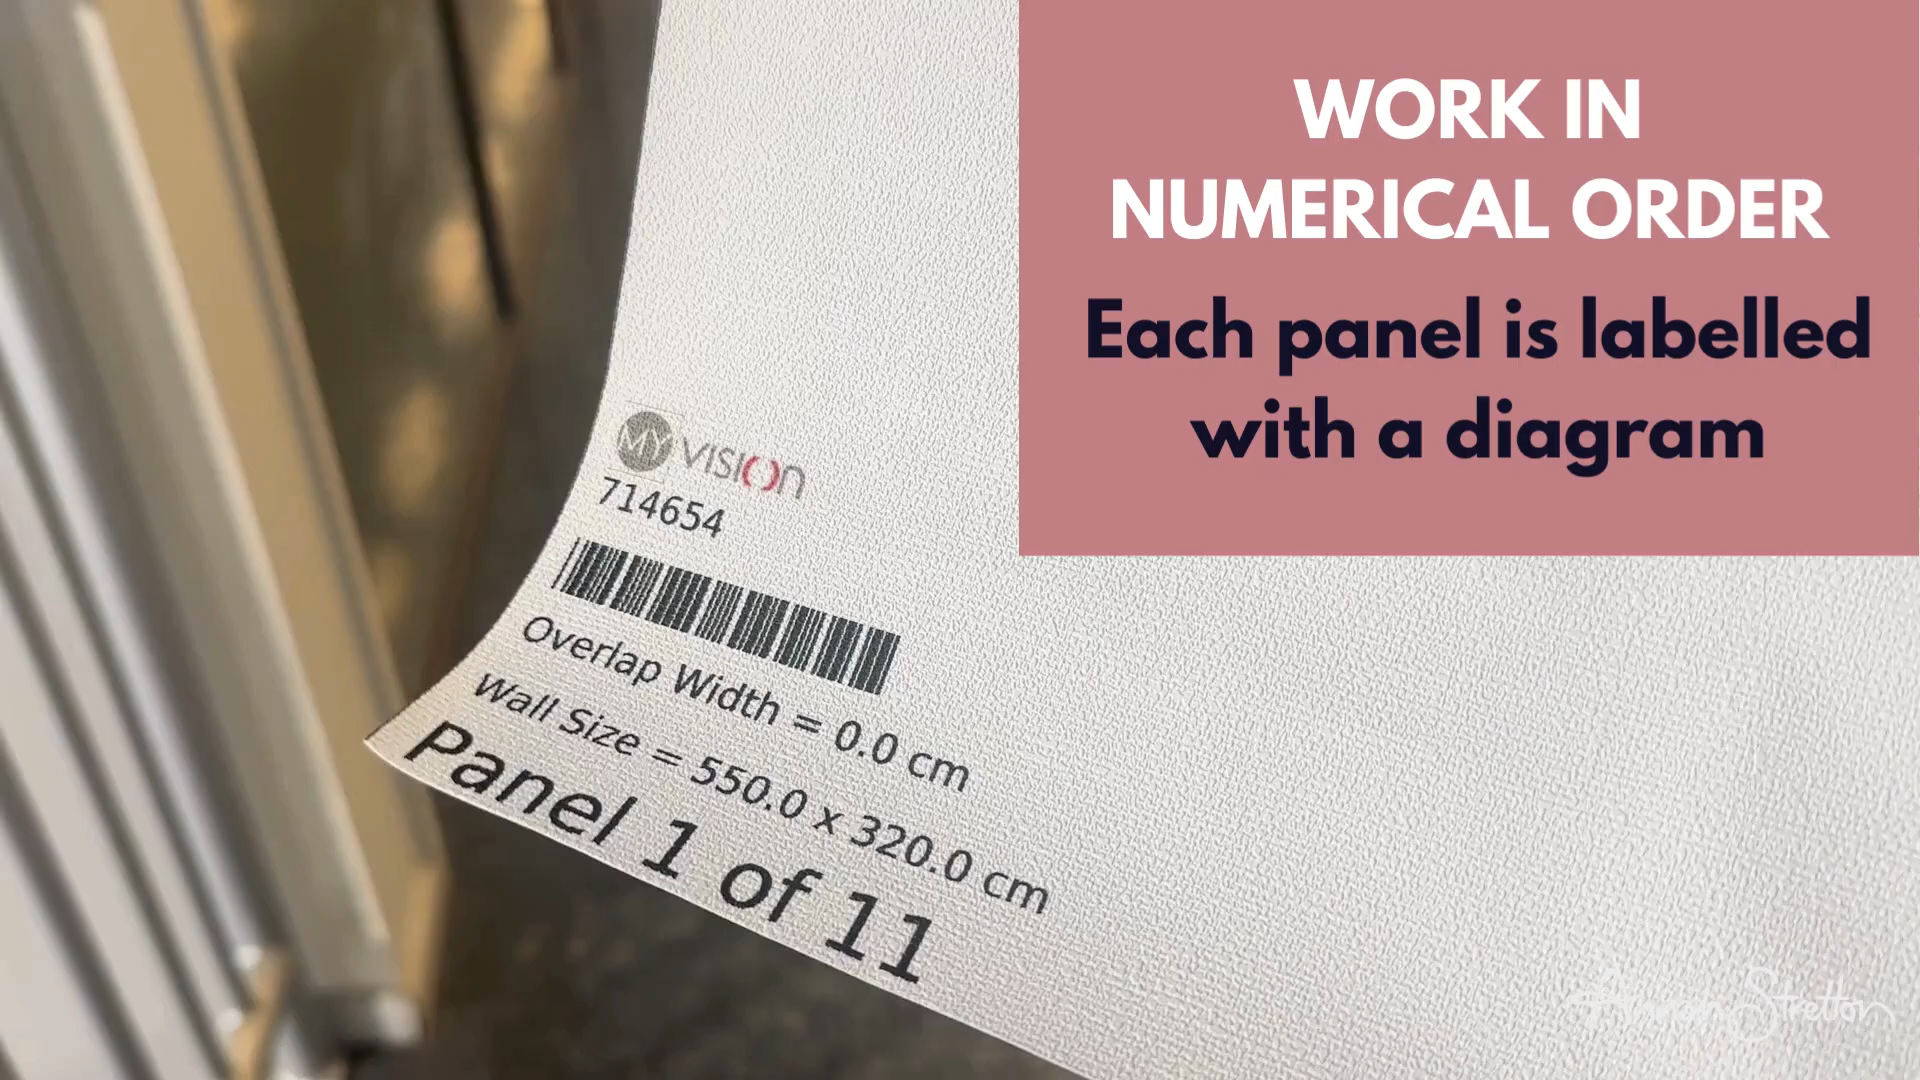 WORK IN
NUMERICAL ORDER
Each panel is labelled
with a diagram
MY VISION
714654
Overlap Width = 0.0 cm
Wall Size = 550.0 x 320.0 cm
Panel 1 of 11
Stretton